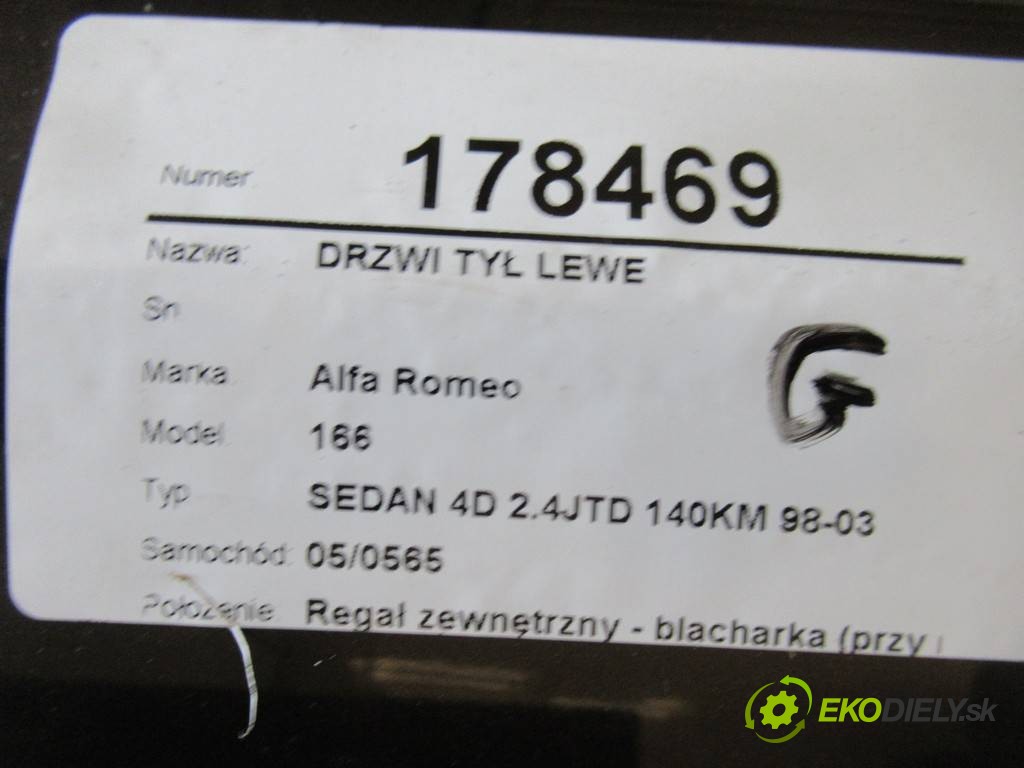 Numer 178469
Nazwa: DRZWI TYŁ LEWE
Sn
G
Marka Alfa Romeo
Model 166
Typ SEDAN 4D 2.4JTD 140KM 98-03
Samochód: 05/0565
Położenie Regał zewnętrzny - blacharka (przy
EKODIELY.sk